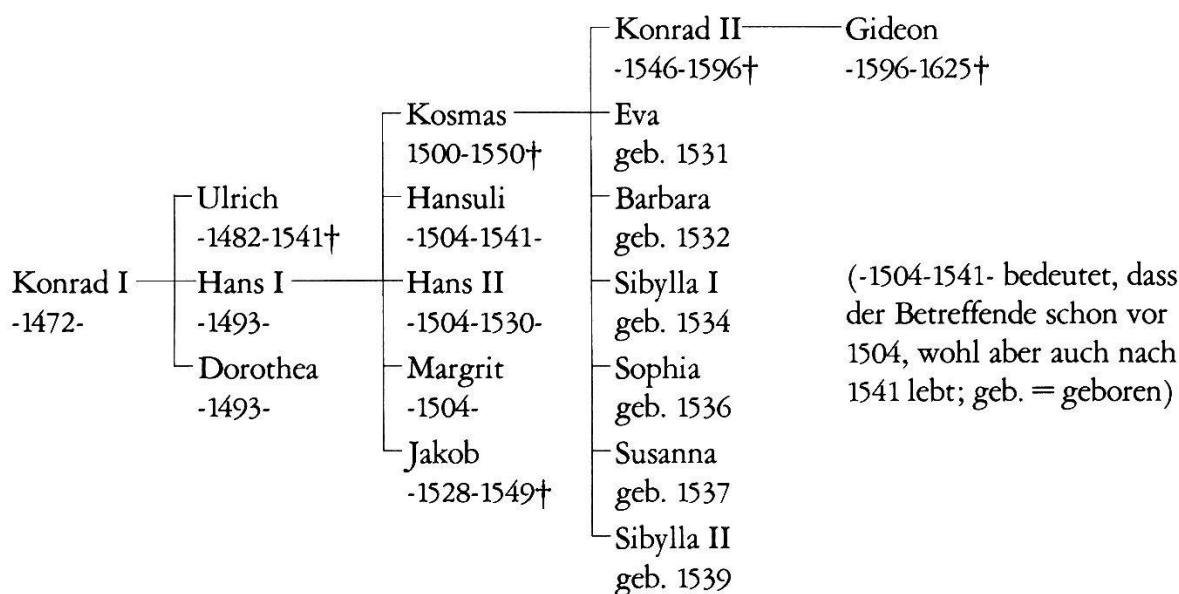 Konrad II
-1546-1596†
Gideon
-1596-1625†
Kosmas
1500-1550†
Eva
geb. 1531
Ulrich
-1482-1541†
Hansuli
-1504-1541-
Barbara
geb. 1532
Konrad I
-1472-
Hans I
-1493-
Hans II
-1504-1530-
Sibylla I
geb. 1534
Dorothea
-1493-
Margrit
-1504-
Sophia
geb. 1536
Jakob
-1528-1549†
Susanna
geb. 1537
Sibylla II
geb. 1539
(-1504-1541- bedeutet, dass
der Betreffende schon vor
1504, wohl aber auch nach
1541 lebt; geb. = geboren)